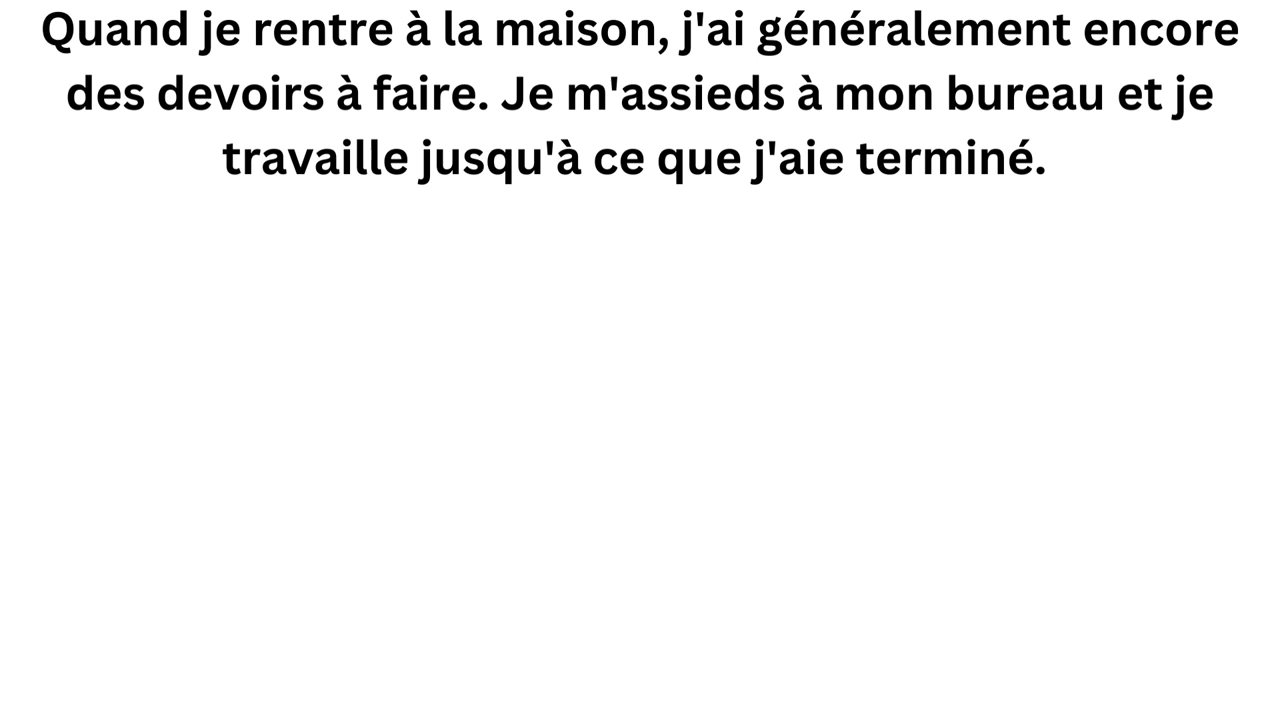 Quand je rentre à la maison, j'ai généralement encore
des devoirs à faire. Je m'assieds à mon bureau et je
travaille jusqu'à ce que j'aie terminé.